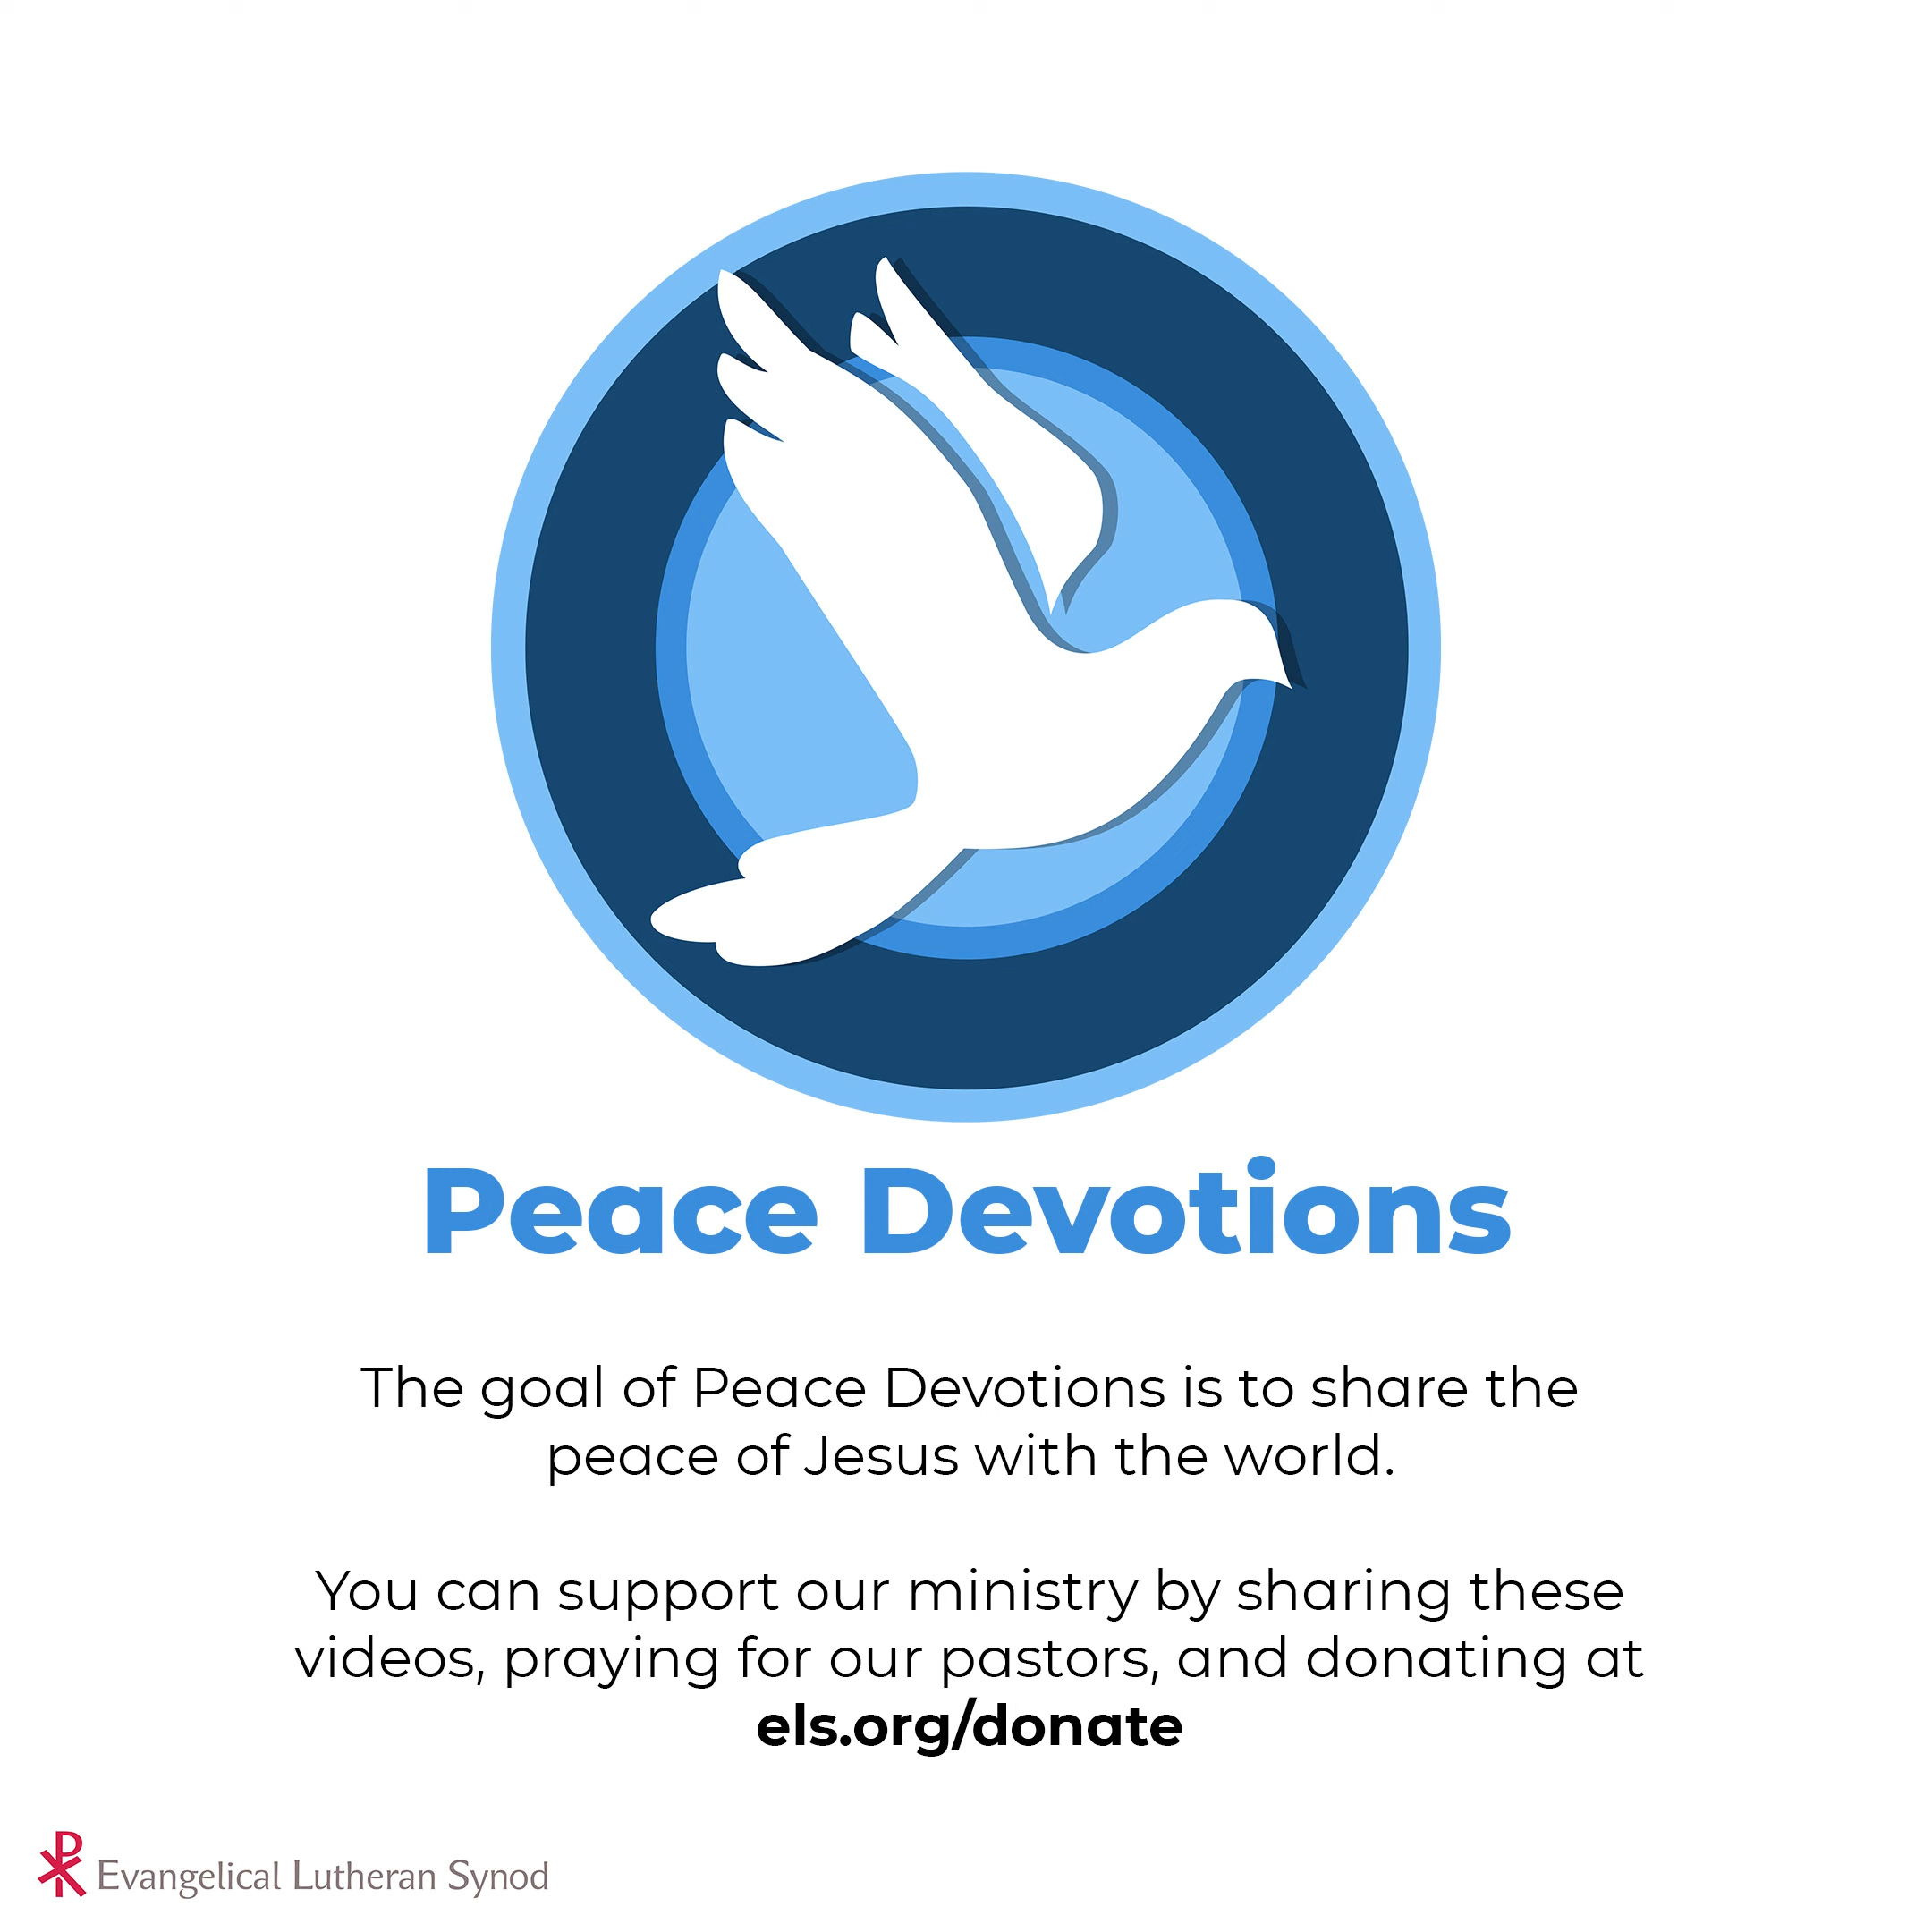 Peace Devotions
The goal of Peace Devotions is to share the
peace of Jesus with the world.
You can support our ministry by sharing these
videos, praying for our pastors, and donating at
els.org/donate
Evangelical Lutheran Synod